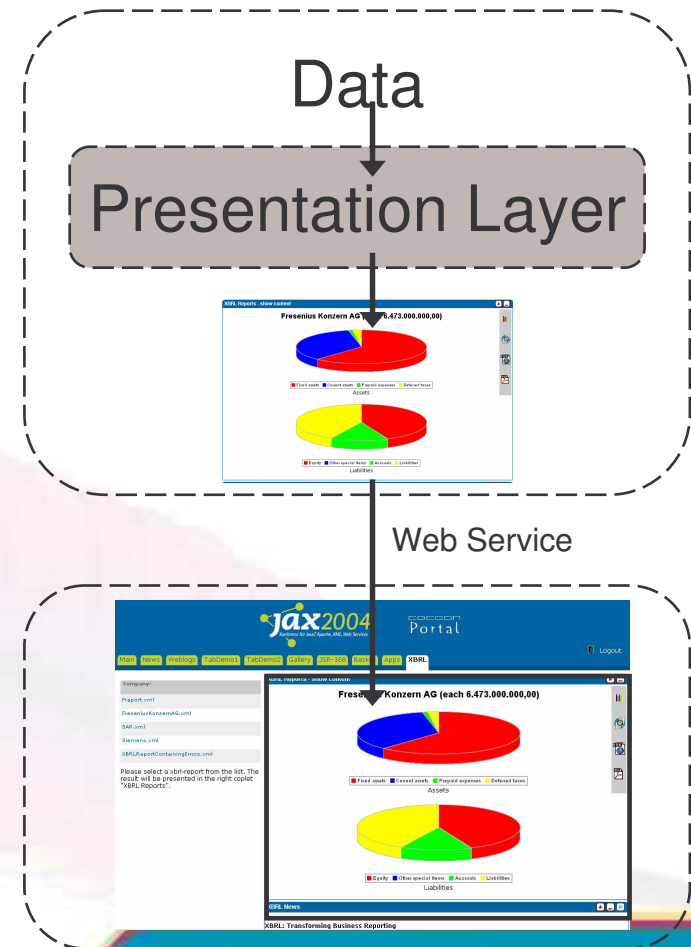 Data
Presentation Layer
XBRL Reports - show content
Fresenius Konzern AG 6.473.000.000,00)
Fixed assets Current assets Prepaid expenses Deferred taxes
Assets
Equity Other special items Accruals Liabilities
Liabilities
Web Service
jax2004
Konferenz für Java, Apache, XML, Web Services
cocoon
Portal
Logout
Main News Weblogs TabDemo1 TabDemo2 Gallery JSR-168 Basket Apps XBRL
Company:
Fraport.xml
FreseniusKonzernAG.xml
SAP.xml
Siemens.xml
XBRLReportContainingErrors.xml
Please select a xbrl-report from the list. The
result will be presented in the right coplet
"XBRL Reports".
XBRL Reports - show content
Fresenius Konzern AG (each 6.473.000.000,00)
Fixed assets Current assets Prepaid expenses Deferred taxes
Assets
Equity Other special items Accruals Liabilities
Liabilities
XBRL News
XBRL: Transforming Business Reporting